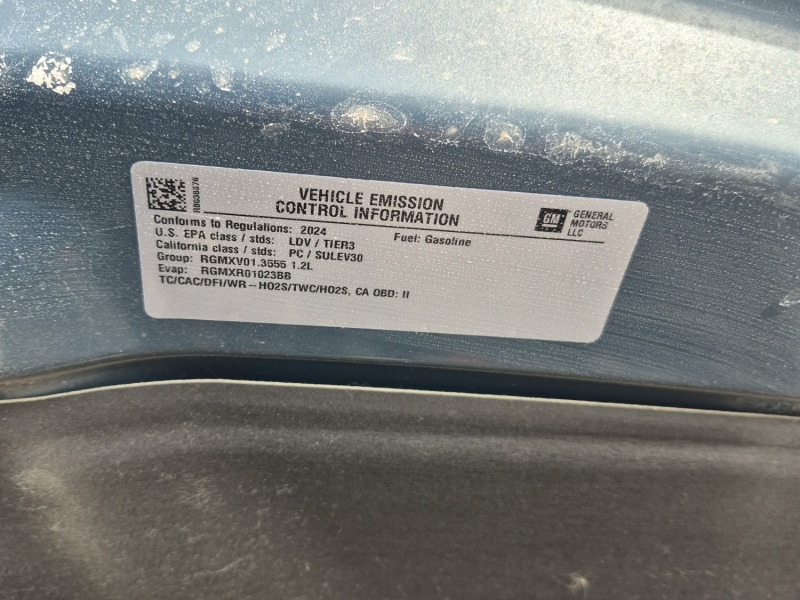 RBG38576
VEHICLE EMISSION
CONTROL INFORMATION
GM
GENERAL
MOTORS
LLC
Conforms to Regulations: 2024
Fuel: Gasoline
U.S. EPA class / stds: LDV / TIER3
California class / stds: PC / SULEV30
Group: RGMXV01.3555 1.2L
Evap: RGMXR01023BB
TC/CAC/DFI/WR--HO2S/TWC/HO2S, CA OBD: II